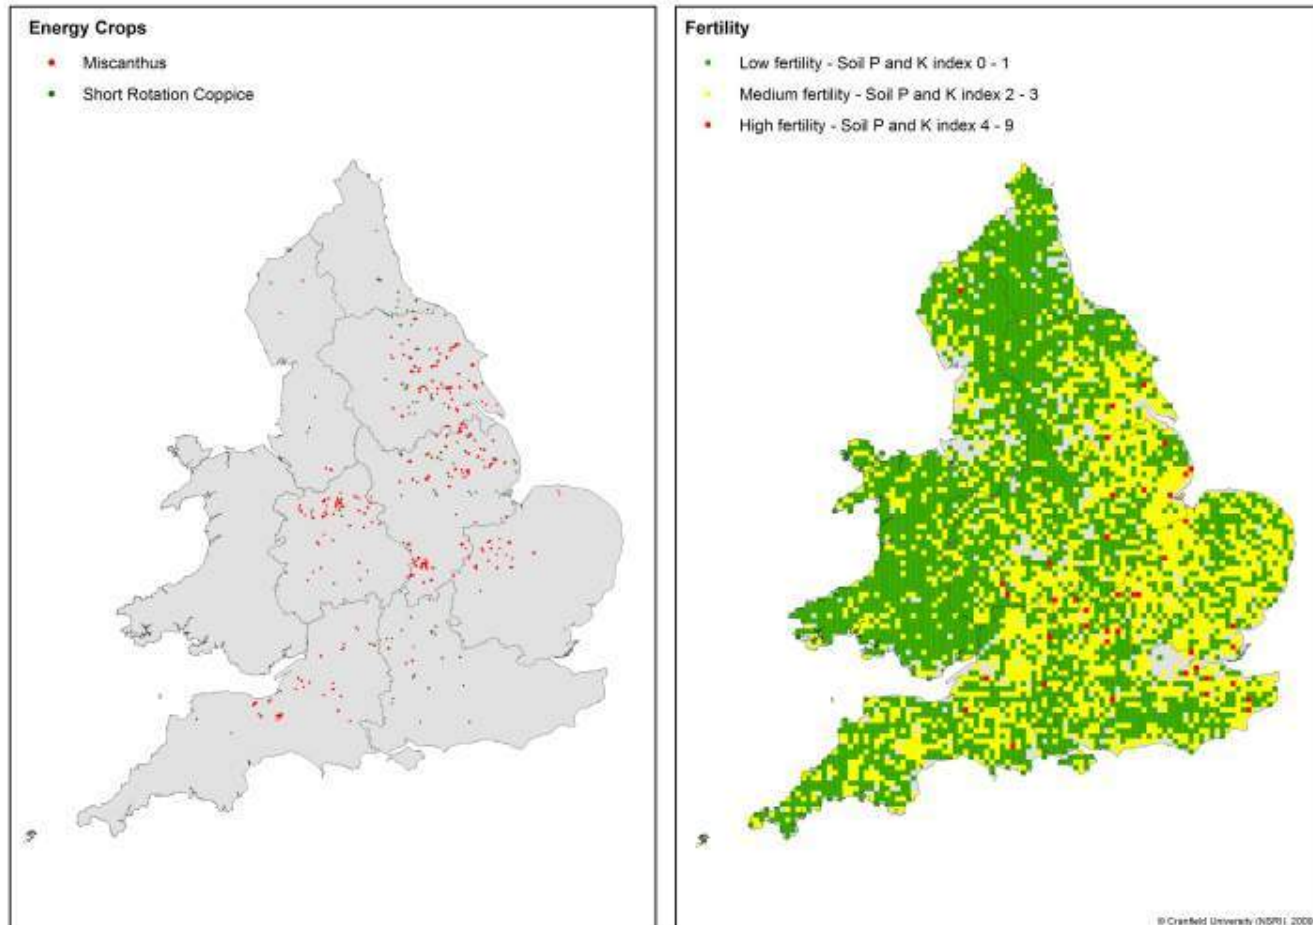 Energy Crops
Miscanthus
Short Rotation Coppice
Fertility
Low fertility - Soil P and K index 0 - 1
Medium fertility - Soil P and K index 2 - 3
High fertility - Soil P and K index 4 - 9
© Cranfield University (NSRI), 2009